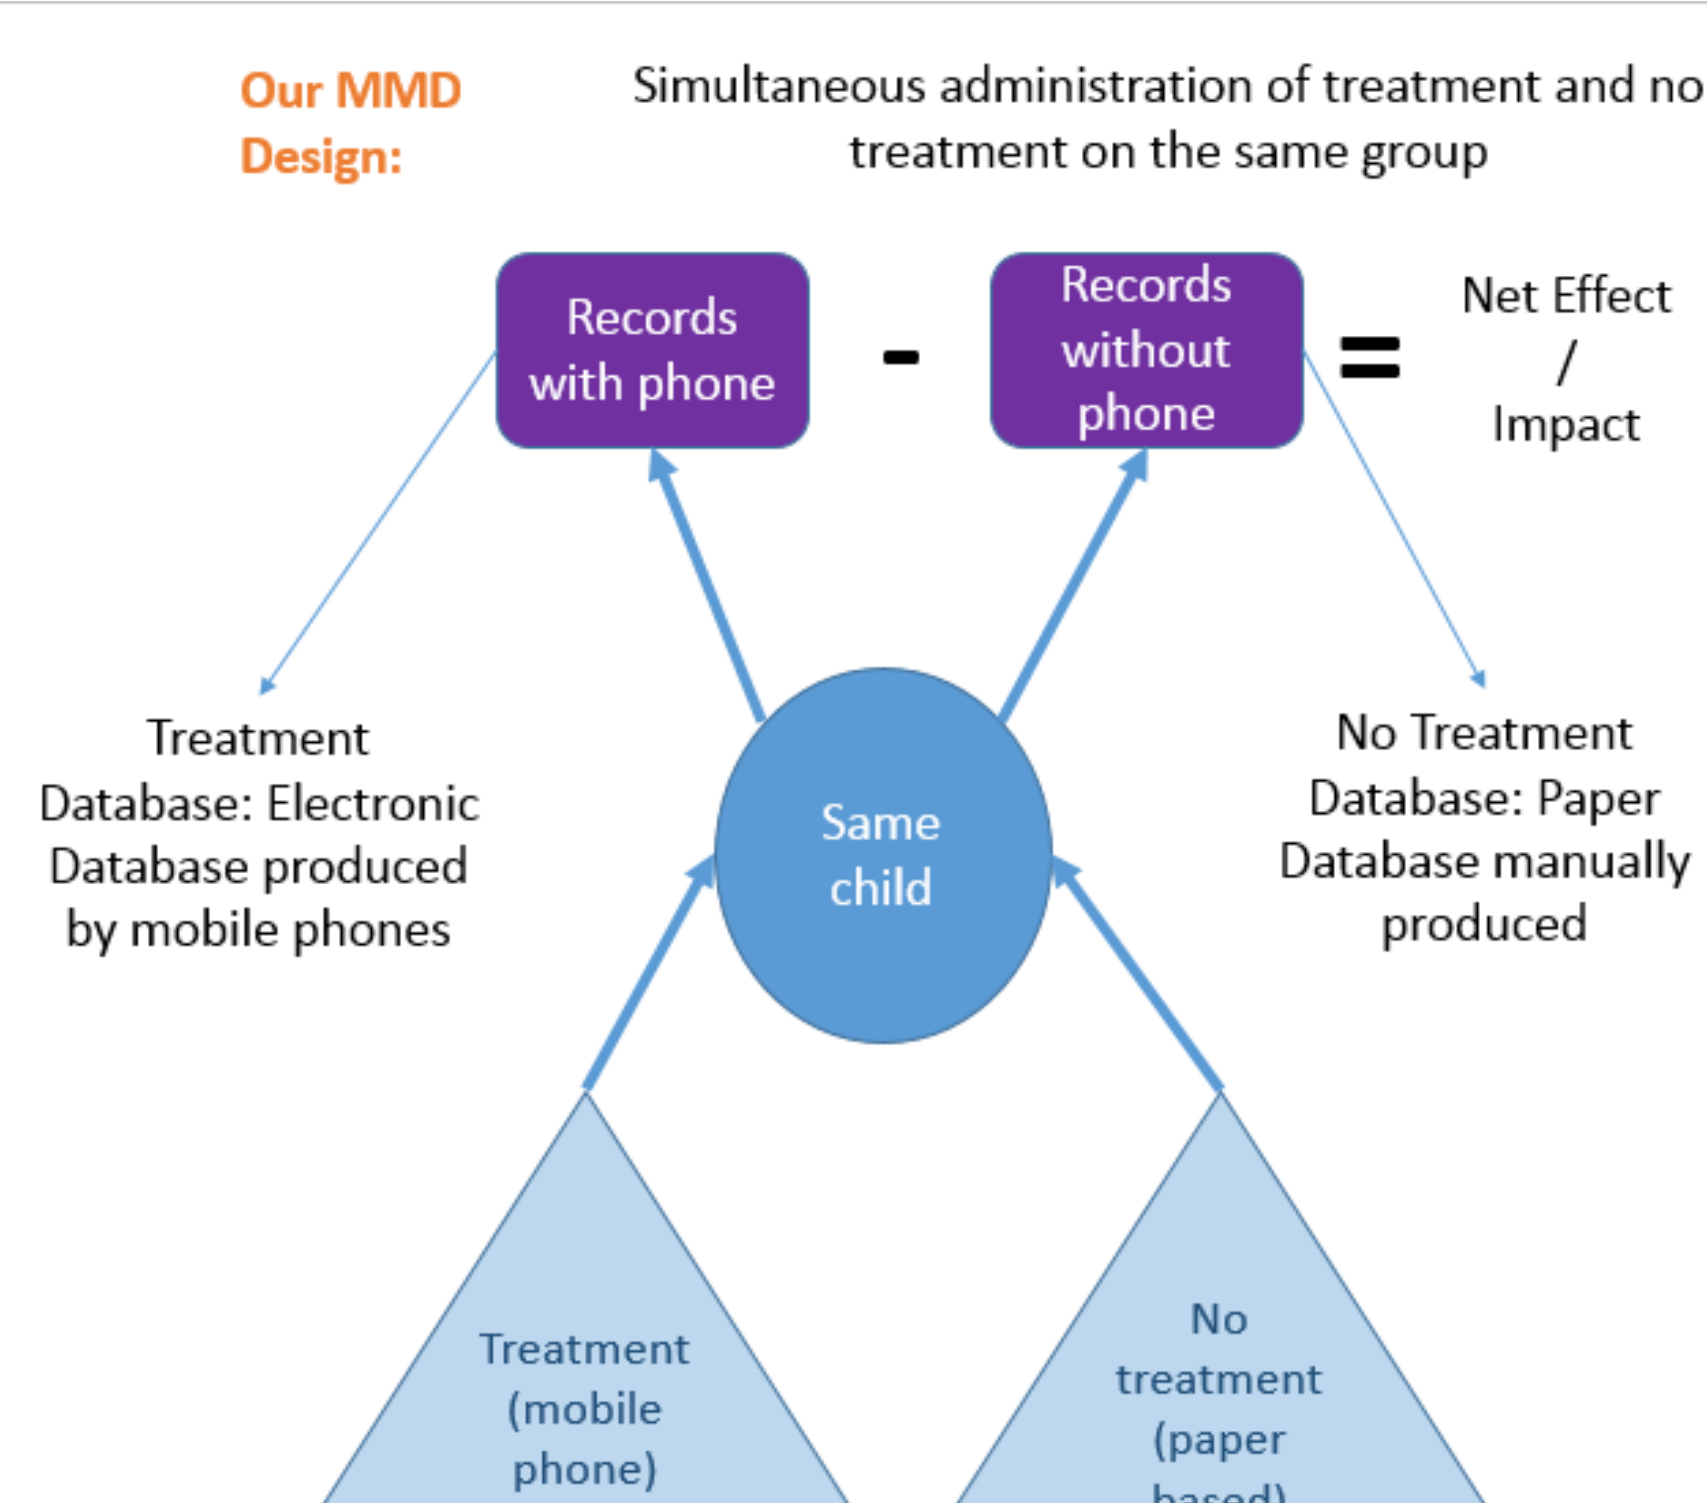 Our MMD
Design:
Simultaneous administration of treatment and no
treatment on the same group
Records
with phone
-
Records
without
phone
=
Net Effect
/
Impact
Treatment
Database: Electronic
Database produced
by mobile phones
No Treatment
Database: Paper
Database manually
produced
Same
child
Treatment
(mobile
phone)
No
treatment
(paper
based)